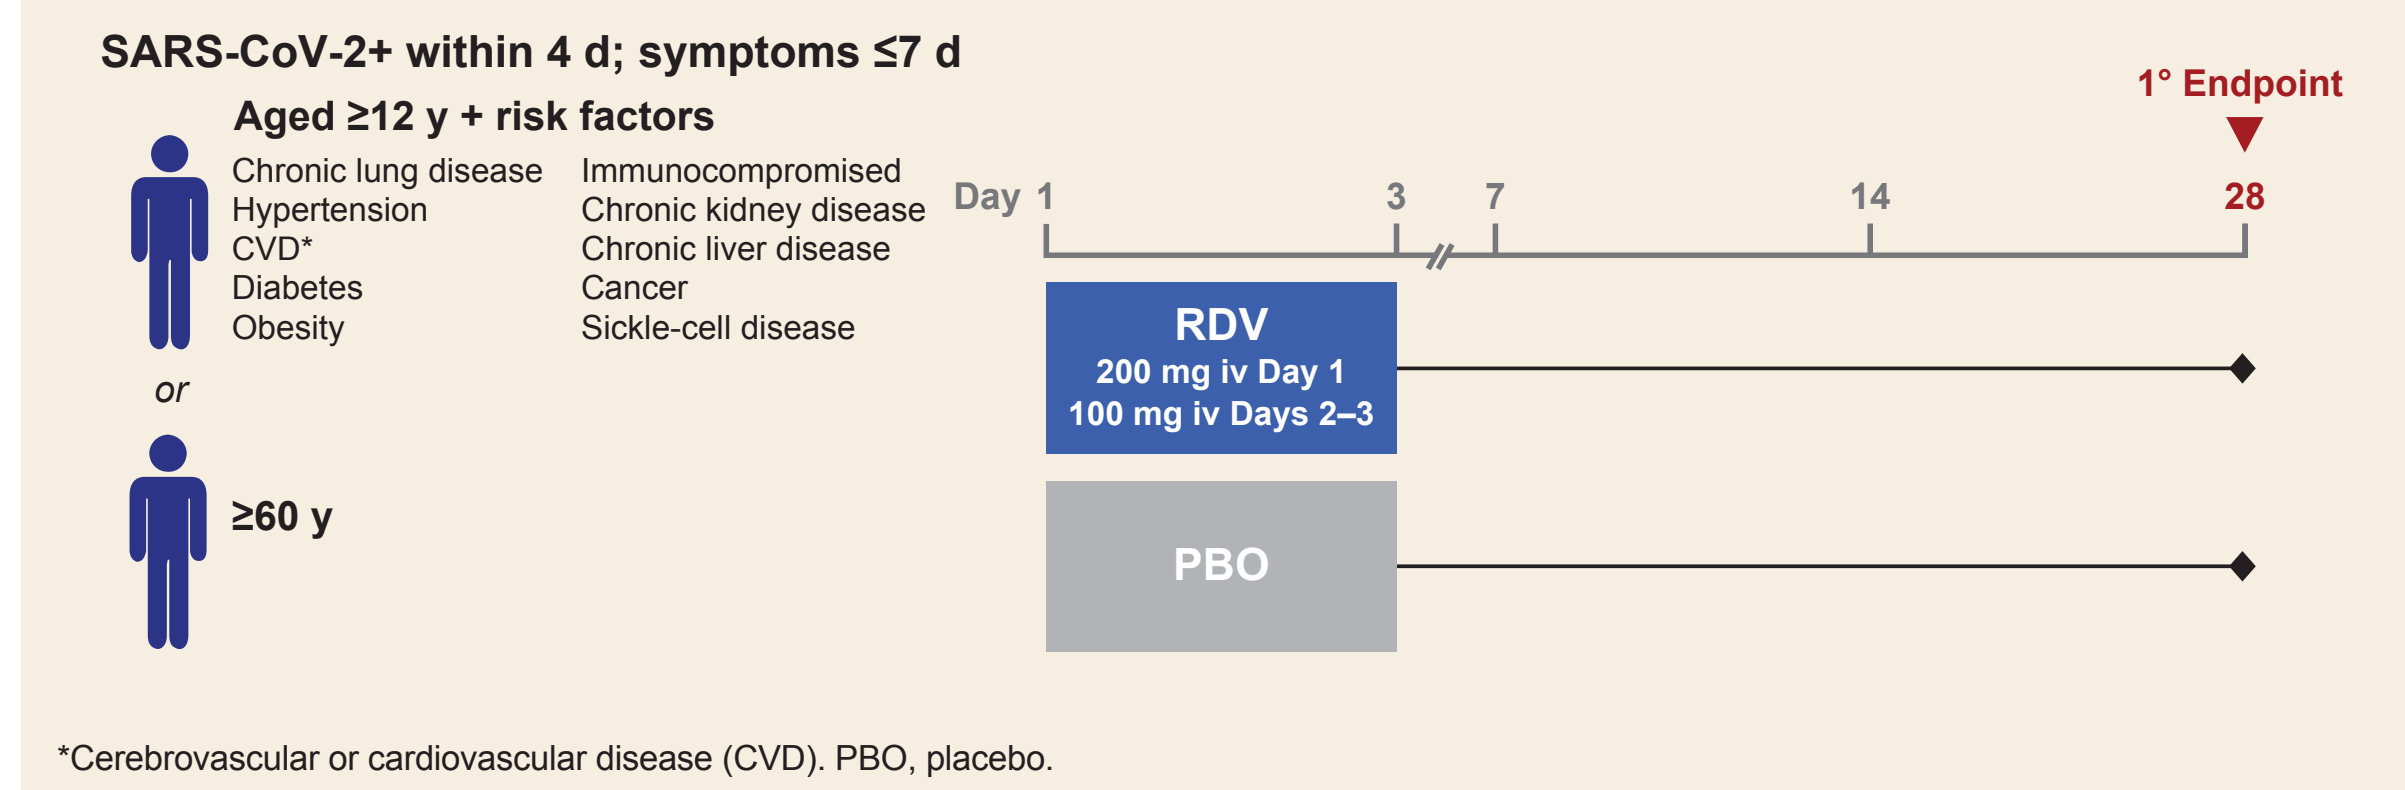 SARS-CoV-2+ within 4 d; symptoms ≤7 d
Aged ≥12 y + risk factors
Chronic lung disease
Hypertension
CVD*
Diabetes
Obesity
Immunocompromised
Chronic kidney disease
Chronic liver disease
Cancer
Sickle-cell disease
or
≥60 y
1° Endpoint
Day 1 3 7 14 28
RDV
200 mg iv Day 1
100 mg iv Days 2–3
PBO
*Cerebrovascular or cardiovascular disease (CVD). PBO, placebo.